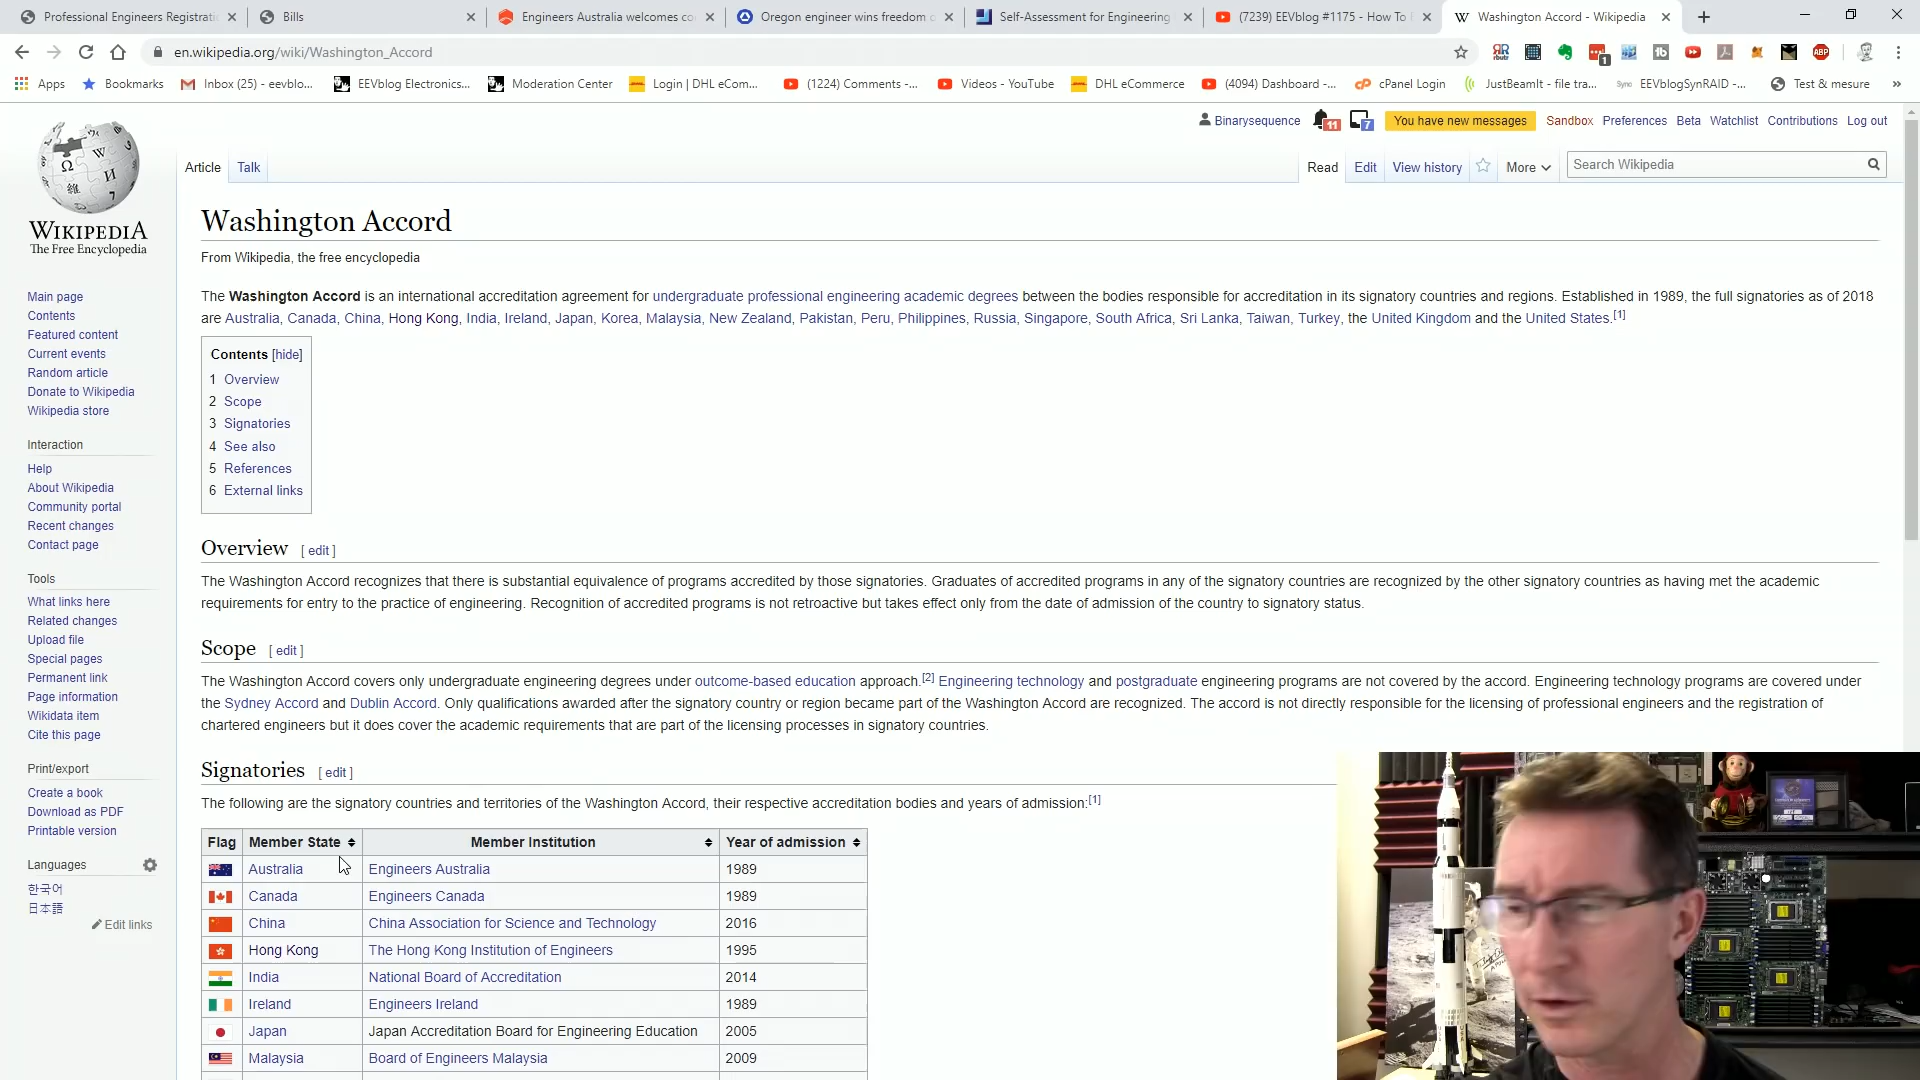 Professional Engineers Registrati
Bills
Engineers Australia welcomes co
Oregon engineer wins freedom o
Self-Assessment for Engineering
(7239) EEVblog #1175 - How To
Washington Accord - Wikipedia
en.wikipedia.org/wiki/Washington_Accord
Apps
Bookmarks
Inbox (25) - eevblo...
EEVblog Electronics...
Moderation Center
Login | DHL eCom...
(1224) Comments -...
Videos - YouTube
DHL eCommerce
(4094) Dashboard -...
cPanel Login
JustBeamIt - file tra...
EEVblogSynRAID -...
Test & mesure
Binarysequence
11
7
You have new messages
Sandbox
Preferences
Beta
Watchlist
Contributions
Log out
WIKIPEDIA
The Free Encyclopedia
Article
Talk
Read
Edit
View history
More
Search Wikipedia
Main page
Contents
Featured content
Current events
Random article
Donate to Wikipedia
Wikipedia store
Interaction
Help
About Wikipedia
Community portal
Recent changes
Contact page
Tools
What links here
Related changes
Upload file
Special pages
Permanent link
Page information
Wikidata item
Cite this page
Print/export
Create a book
Download as PDF
Printable version
Languages
한국어
日本語
Edit links
Washington Accord
From Wikipedia, the free encyclopedia
The Washington Accord is an international accreditation agreement for undergraduate professional engineering academic degrees between the bodies responsible for accreditation in its signatory countries and regions. Established in 1989, the full signatories as of 2018
are Australia, Canada, China, Hong Kong, India, Ireland, Japan, Korea, Malaysia, New Zealand, Pakistan, Peru, Philippines, Russia, Singapore, South Africa, Sri Lanka, Taiwan, Turkey, the United Kingdom and the United States.[1]
Contents [hide]
1 Overview
2 Scope
3 Signatories
4 See also
5 References
6 External links
Overview [ edit ]
The Washington Accord recognizes that there is substantial equivalence of programs accredited by those signatories. Graduates of accredited programs in any of the signatory countries are recognized by the other signatory countries as having met the academic
requirements for entry to the practice of engineering. Recognition of accredited programs is not retroactive but takes effect only from the date of admission of the country to signatory status.
Scope [ edit ]
The Washington Accord covers only undergraduate engineering degrees under outcome-based education approach.[2] Engineering technology and postgraduate engineering programs are not covered by the accord. Engineering technology programs are covered under
the Sydney Accord and Dublin Accord. Only qualifications awarded after the signatory country or region became part of the Washington Accord are recognized. The accord is not directly responsible for the licensing of professional engineers and the registration of
chartered engineers but it does cover the academic requirements that are part of the licensing processes in signatory countries.
Signatories [ edit ]
The following are the signatory countries and territories of the Washington Accord, their respective accreditation bodies and years of admission:[1]
Flag Member State Member Institution Year of admission
Australia Engineers Australia 1989
Canada Engineers Canada 1989
China China Association for Science and Technology 2016
Hong Kong The Hong Kong Institution of Engineers 1995
India National Board of Accreditation 2014
Ireland Engineers Ireland 1989
Japan Japan Accreditation Board for Engineering Education 2005
Malaysia Board of Engineers Malaysia 2009